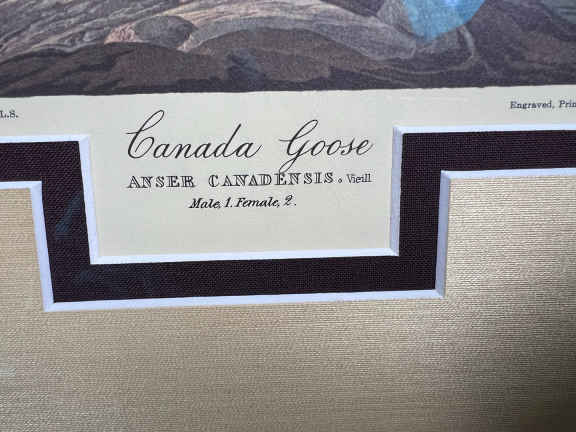 L.S.
Engraved, Prin
Canada Goose
ANSER CANADENSIS. Vieill.
Male, 1. Female, 2.